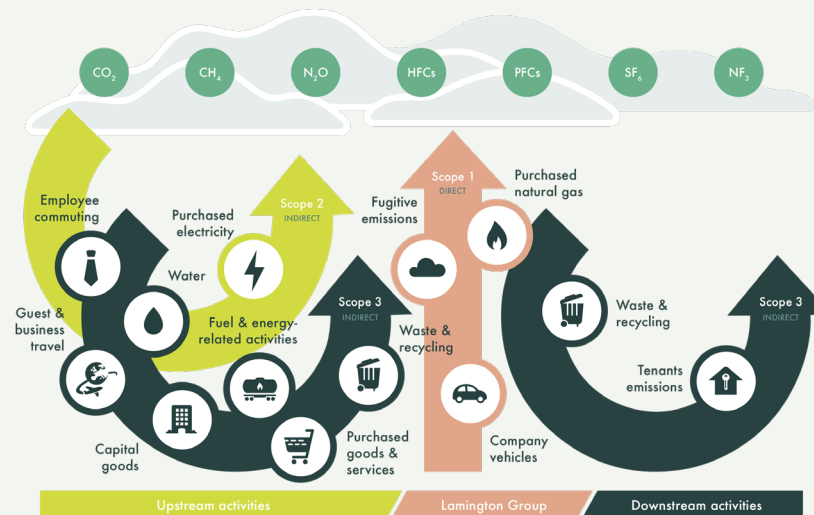 CO₂
CH₄
N₂O
HFCs
PFCs
SF₆
NF₃
Employee
commuting
Purchased
electricity
Scope 2
INDIRECT
Water
Guest &
business
travel
Fuel & energy-
related activities
Scope 3
INDIRECT
Waste &
recycling
Capital
goods
Purchased
goods &
services
Fugitive
emissions
Scope 1
DIRECT
Purchased
natural gas
Company
vehicles
Waste &
recycling
Tenants
emissions
Scope 3
INDIRECT
Upstream activities
Lamington Group
Downstream activities